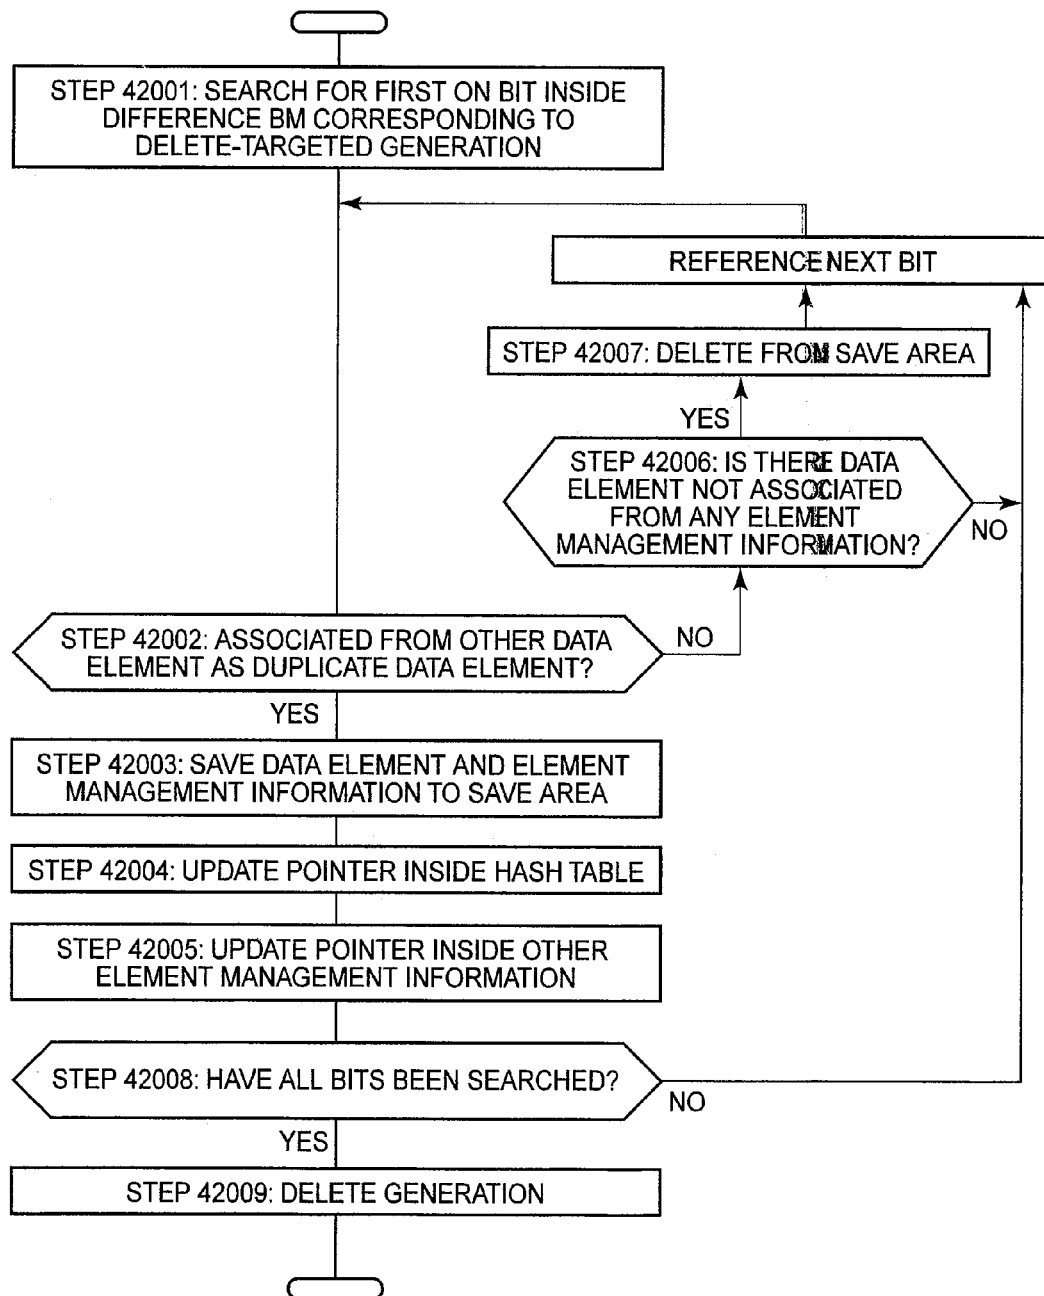 STEP 42001: SEARCH FOR FIRST ON BIT INSIDE
DIFFERENCE BM CORRESPONDING TO
DELETE-TARGETED GENERATION
REFERENCE NEXT BIT
STEP 42007: DELETE FROM SAVE AREA
YES
STEP 42006: IS THERE DATA
ELEMENT NOT ASSOCIATED
FROM ANY ELEMENT
MANAGEMENT INFORMATION?
NO
STEP 42002: ASSOCIATED FROM OTHER DATA
ELEMENT AS DUPLICATE DATA ELEMENT?
NO
YES
STEP 42003: SAVE DATA ELEMENT AND ELEMENT
MANAGEMENT INFORMATION TO SAVE AREA
STEP 42004: UPDATE POINTER INSIDE HASH TABLE
STEP 42005: UPDATE POINTER INSIDE OTHER
ELEMENT MANAGEMENT INFORMATION
STEP 42008: HAVE ALL BITS BEEN SEARCHED?
NO
YES
STEP 42009: DELETE GENERATION